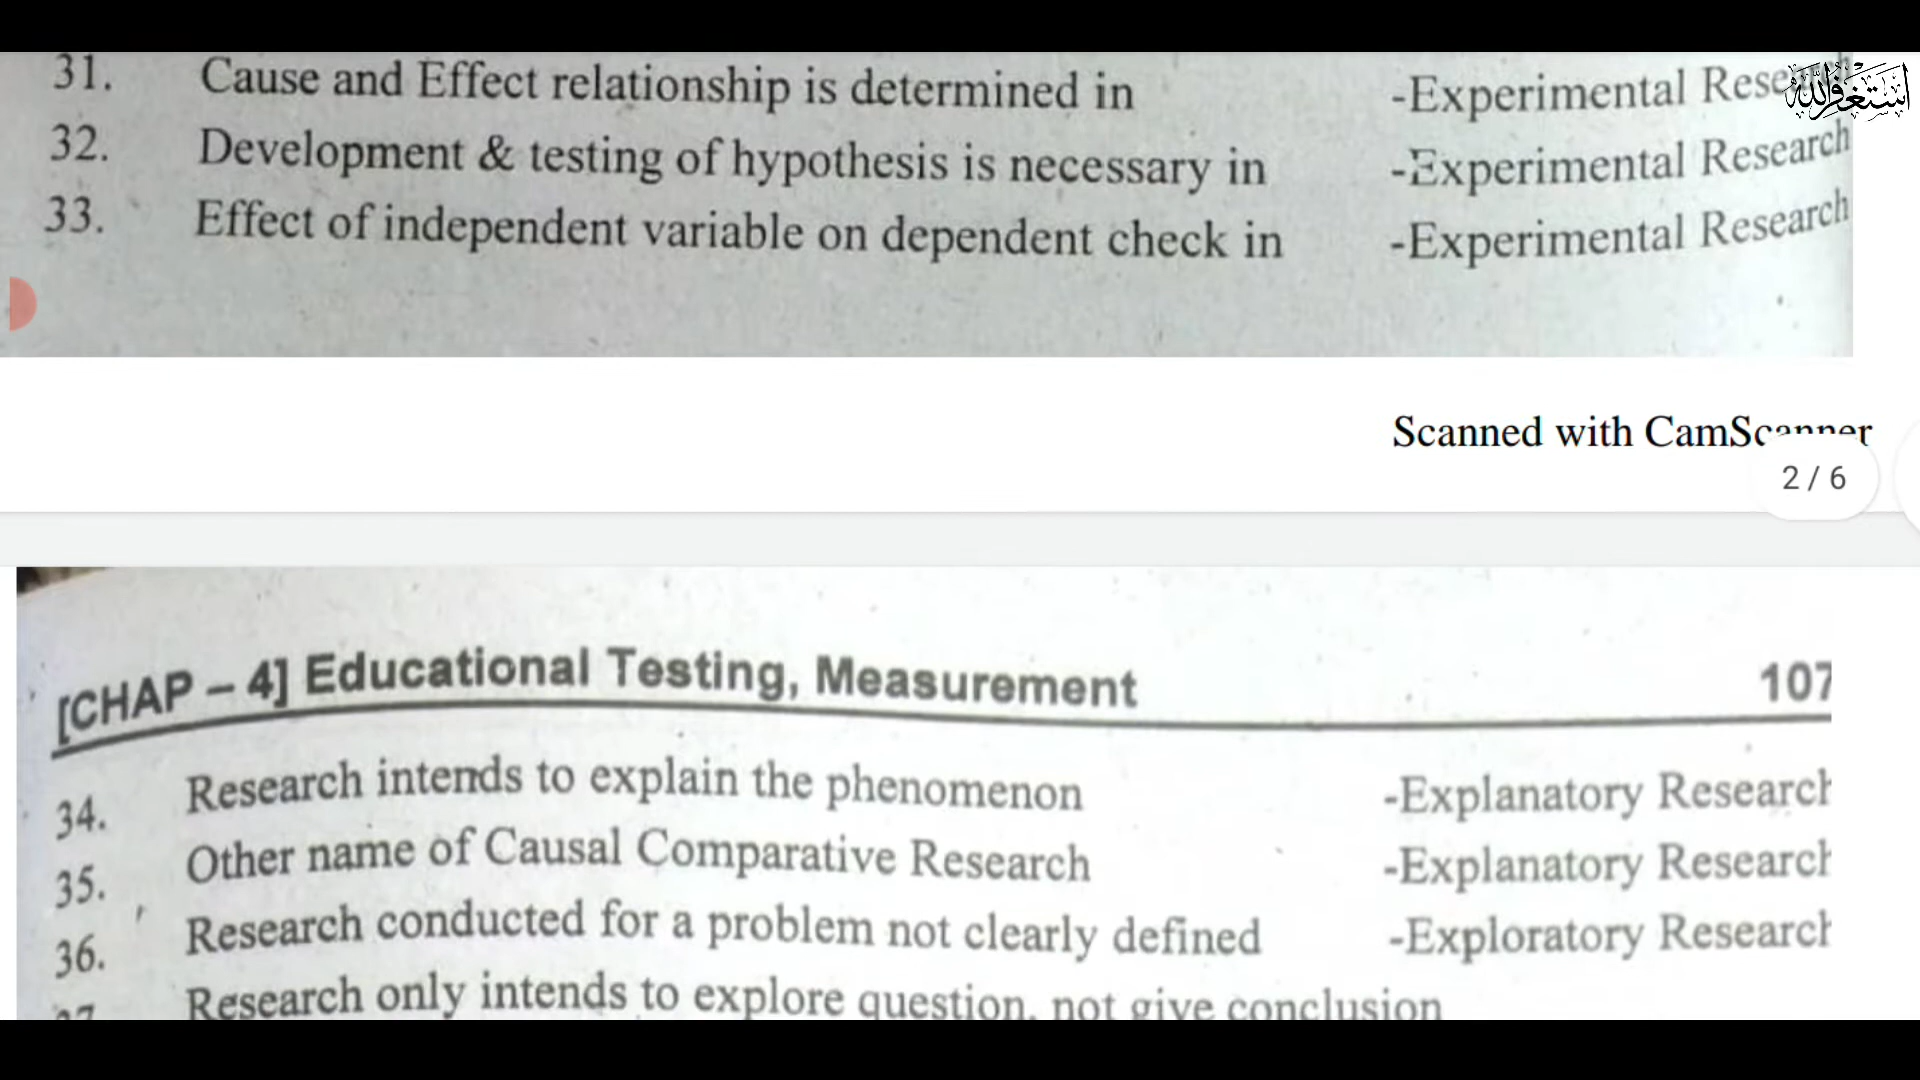 31. Cause and Effect relationship is determined in -Experimental Research
استغفرالله
32. Development & testing of hypothesis is necessary in -Experimental Research
33. Effect of independent variable on dependent check in -Experimental Research
Scanned with CamScanner
2 / 6
[CHAP – 4] Educational Testing, Measurement 107
34. Research intends to explain the phenomenon -Explanatory Research
35. Other name of Causal Comparative Research -Explanatory Research
36. Research conducted for a problem not clearly defined -Exploratory Research
Research only intends to explore question, not give conclusion